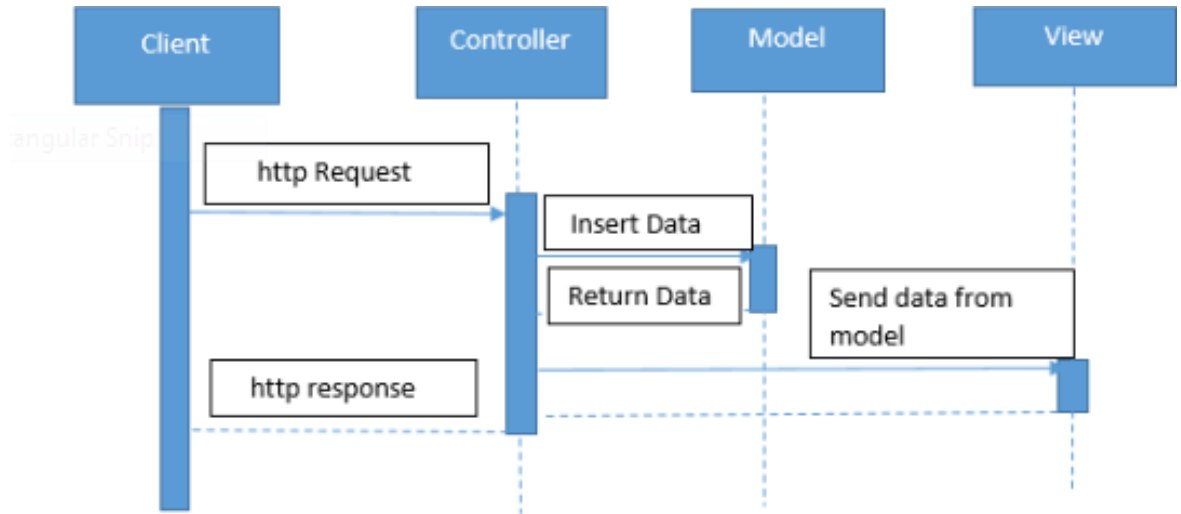 Client
Controller
Model
View
angular Snip
http Request
Insert Data
Return Data
Send data from
model
http response